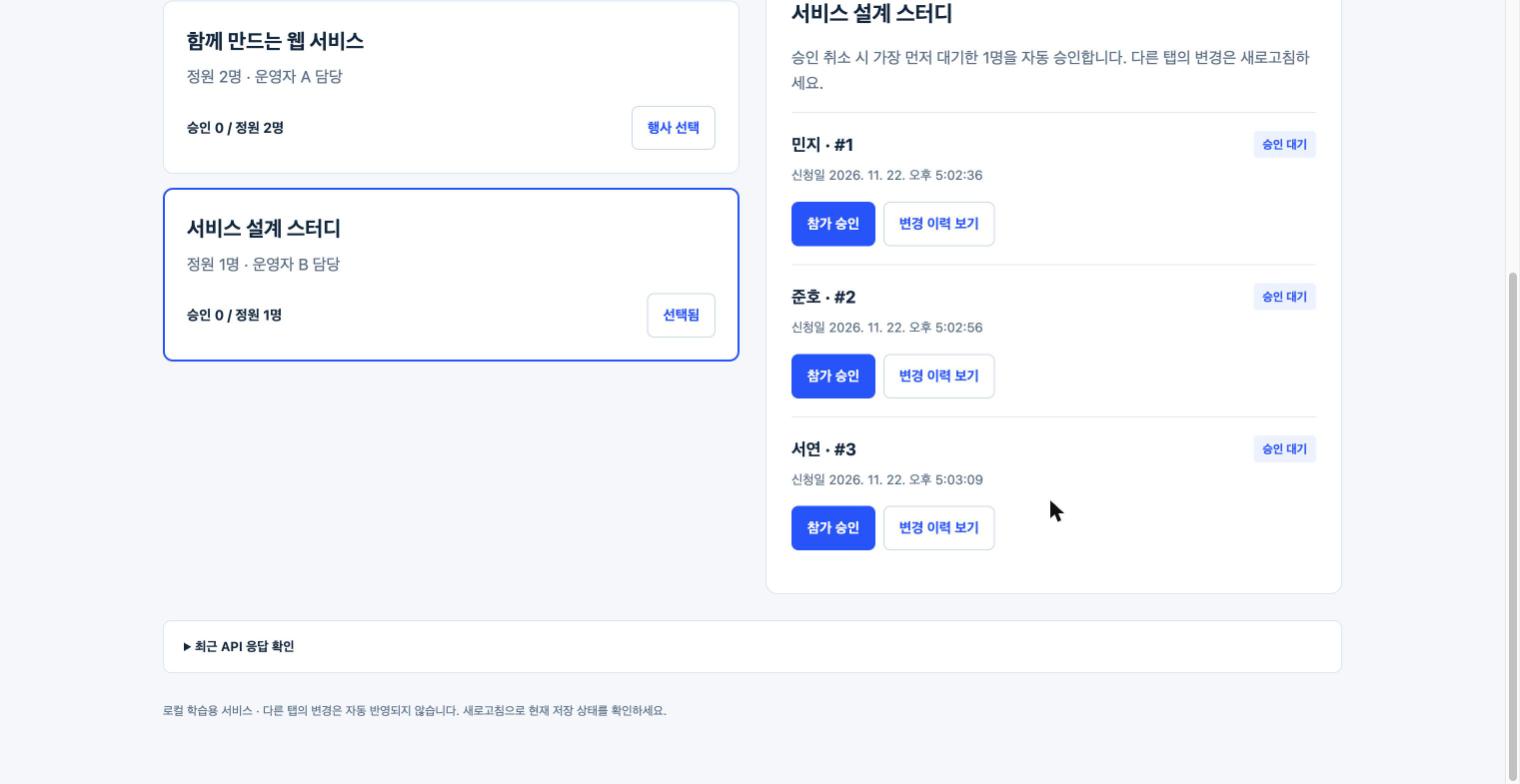 함께 만드는 웹 서비스
정원 2명 · 운영자 A 담당
승인 0 / 정원 2명
행사 선택
서비스 설계 스터디
정원 1명 · 운영자 B 담당
승인 0 / 정원 1명
선택됨
서비스 설계 스터디
승인 취소 시 가장 먼저 대기한 1명을 자동 승인합니다. 다른 탭의 변경은 새로고침하
세요.
민지 · #1
승인 대기
신청일 2026. 11. 22. 오후 5:02:36
참가 승인
변경 이력 보기
준호 · #2
승인 대기
신청일 2026. 11. 22. 오후 5:02:56
참가 승인
변경 이력 보기
서연 · #3
승인 대기
신청일 2026. 11. 22. 오후 5:03:09
참가 승인
변경 이력 보기
▶ 최근 API 응답 확인
로컬 학습용 서비스 · 다른 탭의 변경은 자동 반영되지 않습니다. 새로고침으로 현재 저장 상태를 확인하세요.